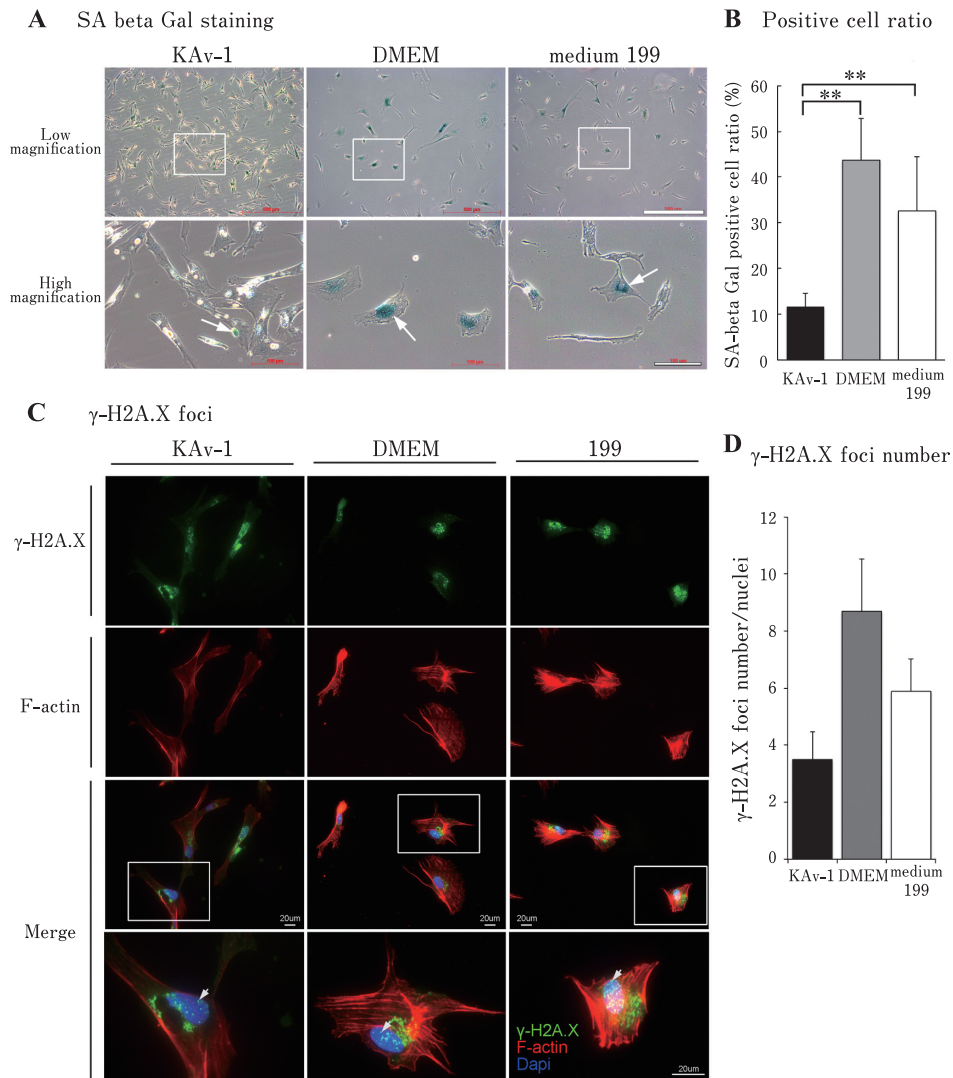 A SA beta Gal staining
KAv-1 DMEM medium 199
Low
magnification
High
magnification
B Positive cell ratio
SA-beta Gal positive cell ratio (%)
60
50
40
30
20
10
0
**
**
KAv-1 DMEM medium
199
C γ-H2A.X foci
KAv-1 DMEM 199
γ-H2A.X
F-actin
Merge
20um 20um 20um
γ-H2A.X
F-actin
Dapi
20um
D γ-H2A.X foci number
γ-H2A.X foci number/nuclei
12
10
8
6
4
2
0
KAv-1 DMEM medium
199